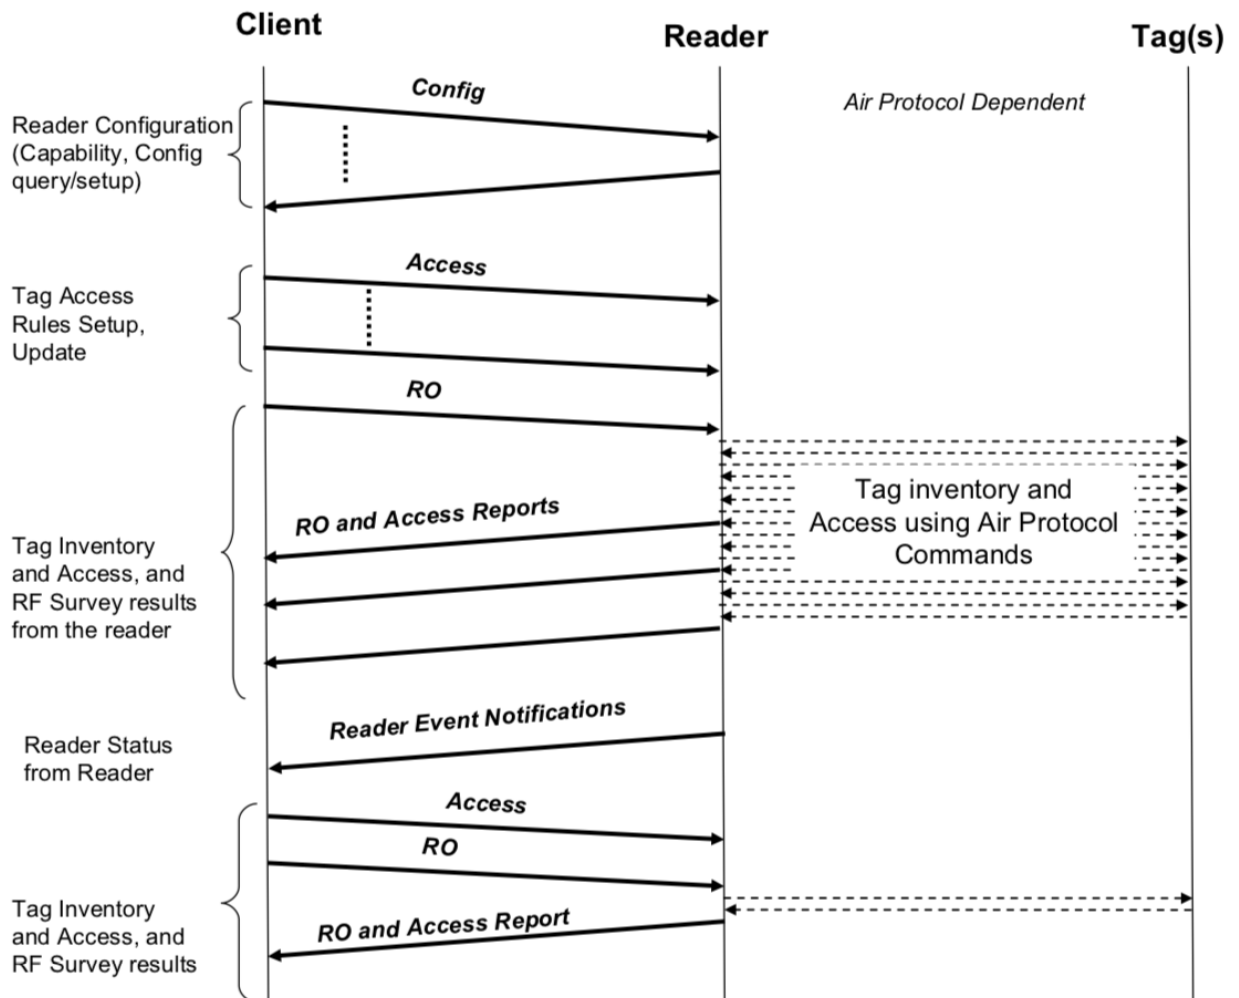 Client
Reader
Tag(s)
Config
Air Protocol Dependent
Reader Configuration
(Capability, Config
query/setup)
Access
Tag Access
Rules Setup,
Update
RO
Tag inventory and
Access using Air Protocol
Commands
RO and Access Reports
Tag Inventory
and Access, and
RF Survey results
from the reader
Reader Event Notifications
Reader Status
from Reader
Access
RO
RO and Access Report
Tag Inventory
and Access, and
RF Survey results